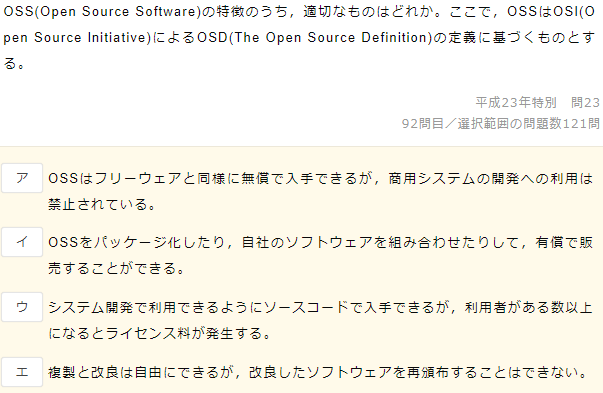 OSS(Open Source Software)の特徴のうち，適切なものはどれか。ここで，OSSはOSI(O
pen Source Initiative)によるOSD(The Open Source Definition)の定義に基づくものとす
る。
平成23年特別　問23
92問目／選択範囲の問題数121問
ア OSSはフリーウェアと同様に無償で入手できるが，商用システムの開発への利用は
禁止されている。
イ OSSをパッケージ化したり，自社のソフトウェアを組み合わせたりして，有償で販
売することができる。
ウ システム開発で利用できるようにソースコードで入手できるが，利用者がある数以上
になるとライセンス料が発生する。
エ 複製と改良は自由にできるが，改良したソフトウェアを再頒布することはできない。